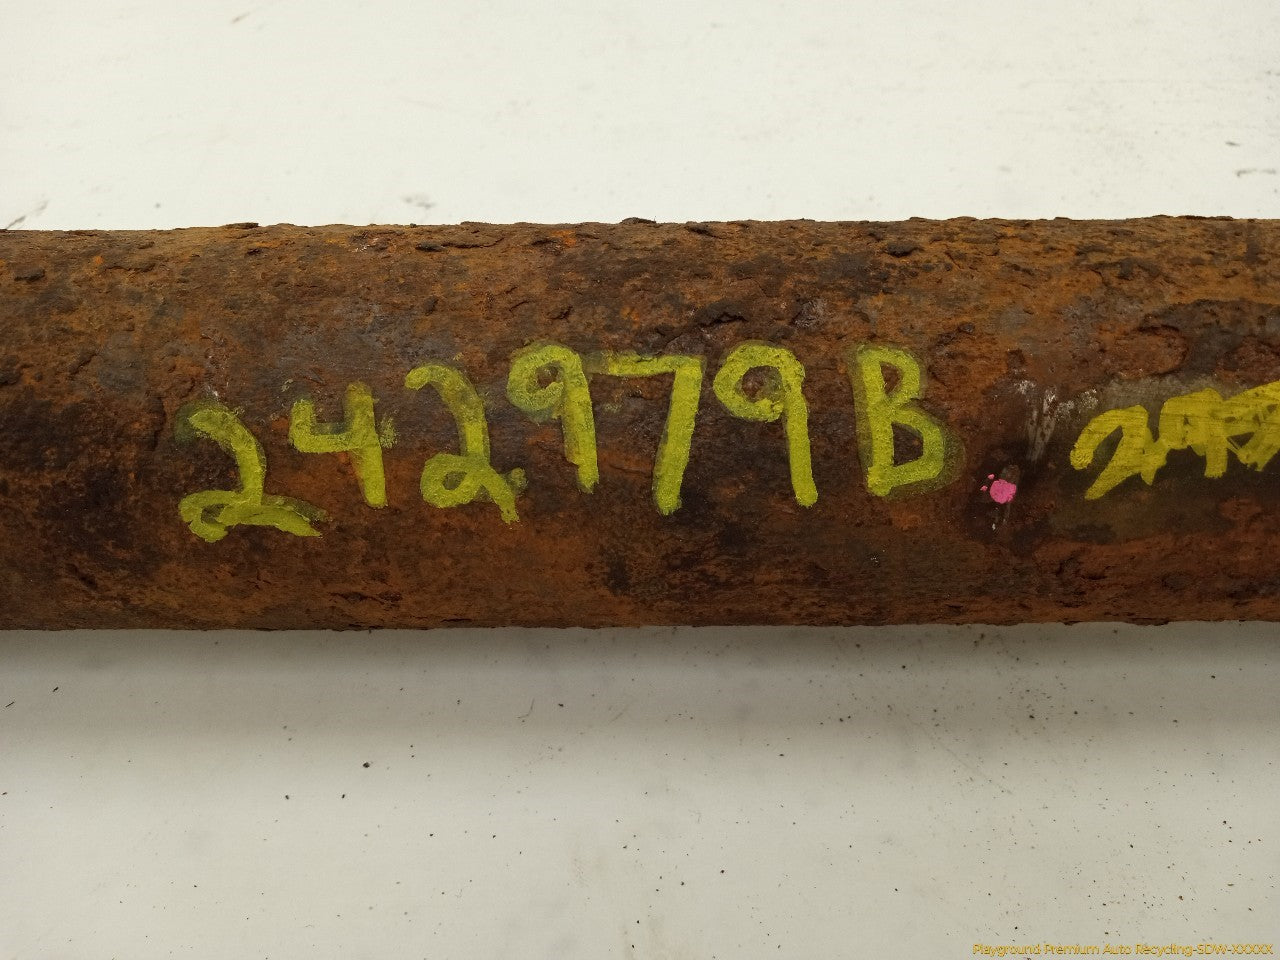 242979B
Playground-Premium Auto Recycling-SDW-XXXXX